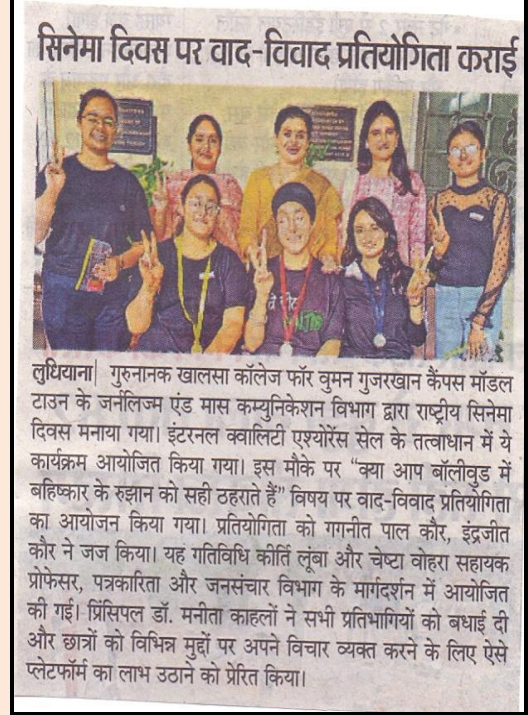 सिनेमा दिवस पर वाद-विवाद प्रतियोगिता कराई
लुधियाना| गुरुनानक खालसा कॉलेज फॉर वुमन गुजरखान कैंपस मॉडल
टाउन के जर्नलिज्म एंड मास कम्युनिकेशन विभाग द्वारा राष्ट्रीय सिनेमा
दिवस मनाया गया। इंटरनल क्वालिटी एश्योरेंस सेल के तत्वाधान में ये
कार्यक्रम आयोजित किया गया। इस मौके पर “क्या आप बॉलीवुड में
बहिष्कार के रुझान को सही ठहराते हैं” विषय पर वाद-विवाद प्रतियोगिता
का आयोजन किया गया। प्रतियोगिता को गगनीत पाल कौर, इंद्रजीत
कौर ने जज किया। यह गतिविधि कीर्ति लूंबा और चेष्टा वोहरा सहायक
प्रोफेसर, पत्रकारिता और जनसंचार विभाग के मार्गदर्शन में आयोजित
की गई। प्रिंसिपल डॉ. मनीता काहलों ने सभी प्रतिभागियों को बधाई दी
और छात्रों को विभिन्न मुद्दों पर अपने विचार व्यक्त करने के लिए ऐसे
प्लेटफॉर्म का लाभ उठाने को प्रेरित किया।